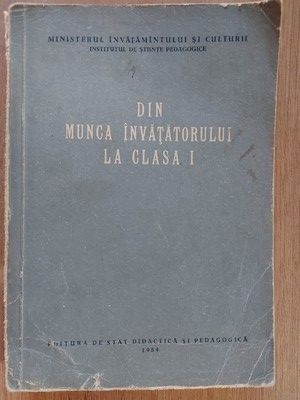 MINISTERUL ÎNVĂȚĂMÎNTULUI ȘI CULTURII
INSTITUTUL DE ȘTIINȚE PEDAGOGICE
DIN
MUNCA ÎNVĂȚĂTORULUI
LA CLASA I
EDITURA DE STAT DIDACTICĂ ȘI PEDAGOGICĂ